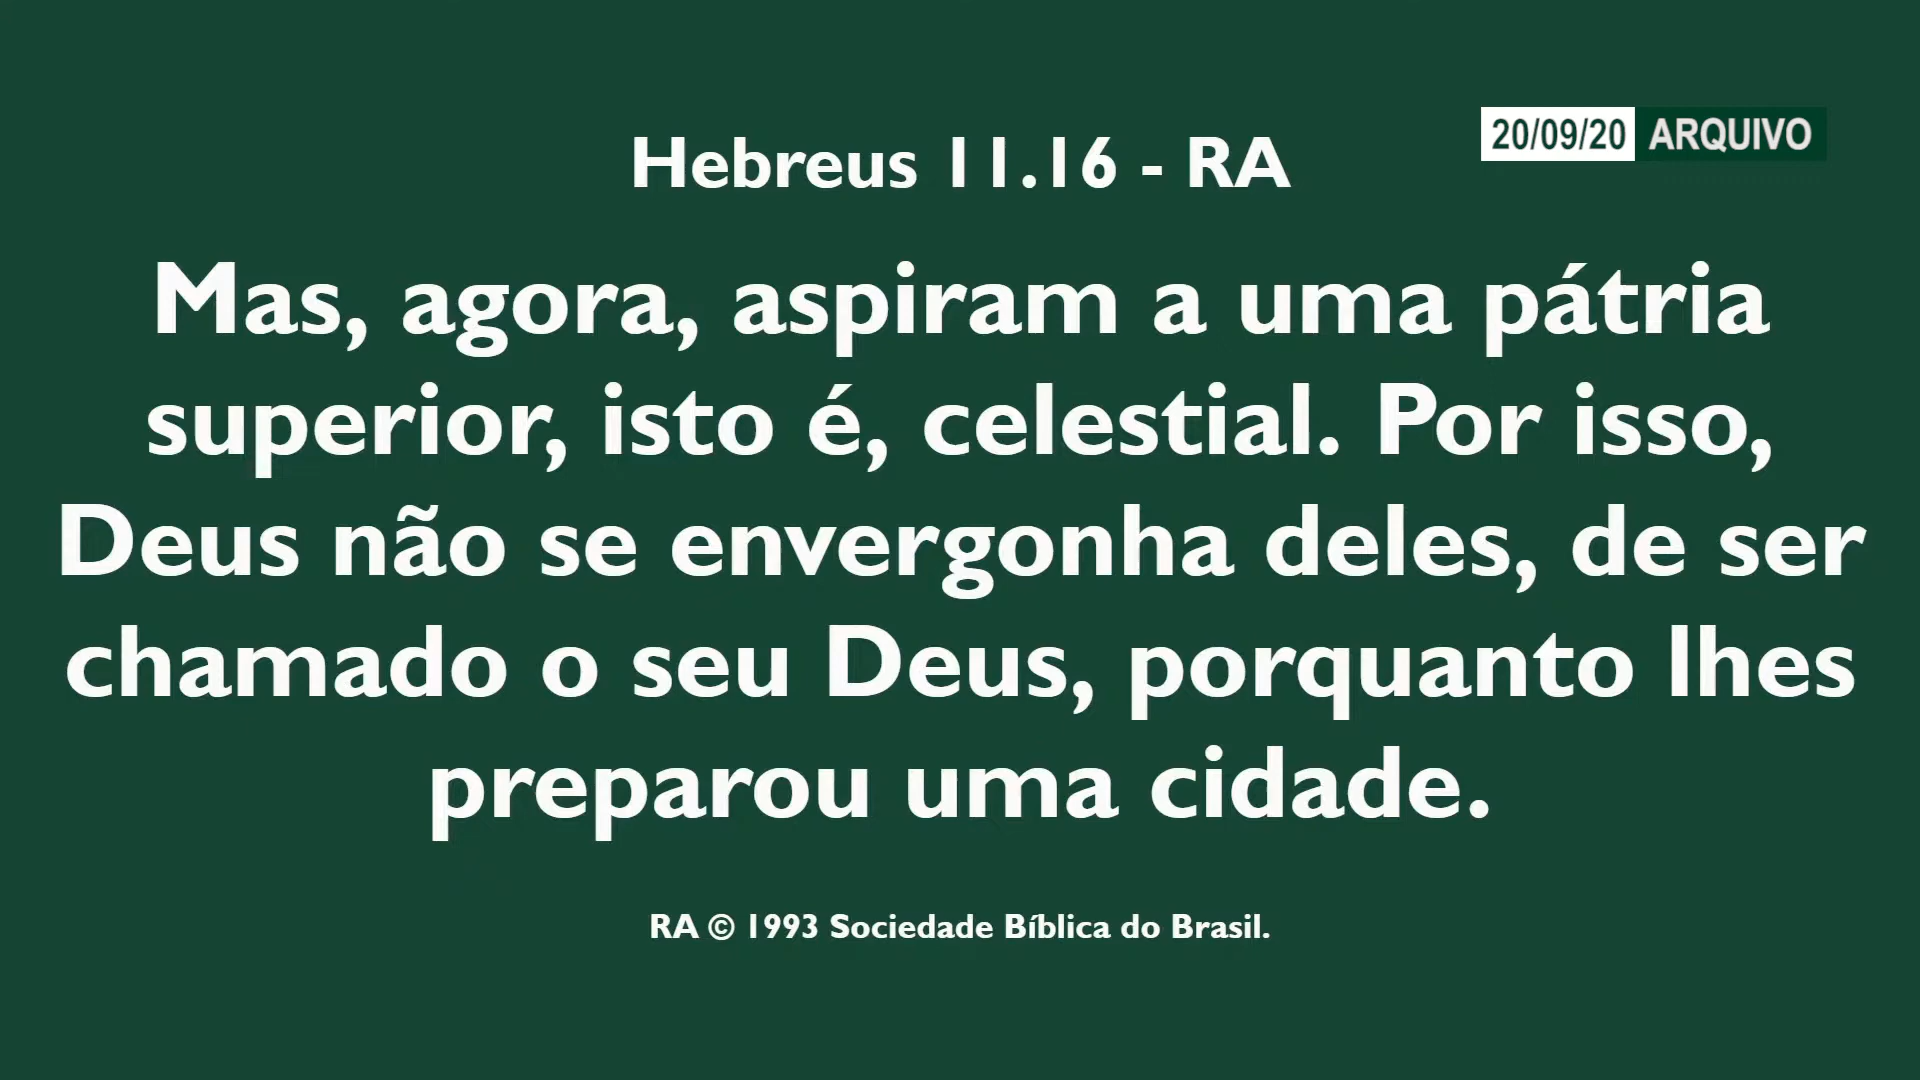 20/09/20 ARQUIVO
Hebreus 11.16 - RA
Mas, agora, aspiram a uma pátria
superior, isto é, celestial. Por isso,
Deus não se envergonha deles, de ser
chamado o seu Deus, porquanto lhes
preparou uma cidade.
RA © 1993 Sociedade Bíblica do Brasil.